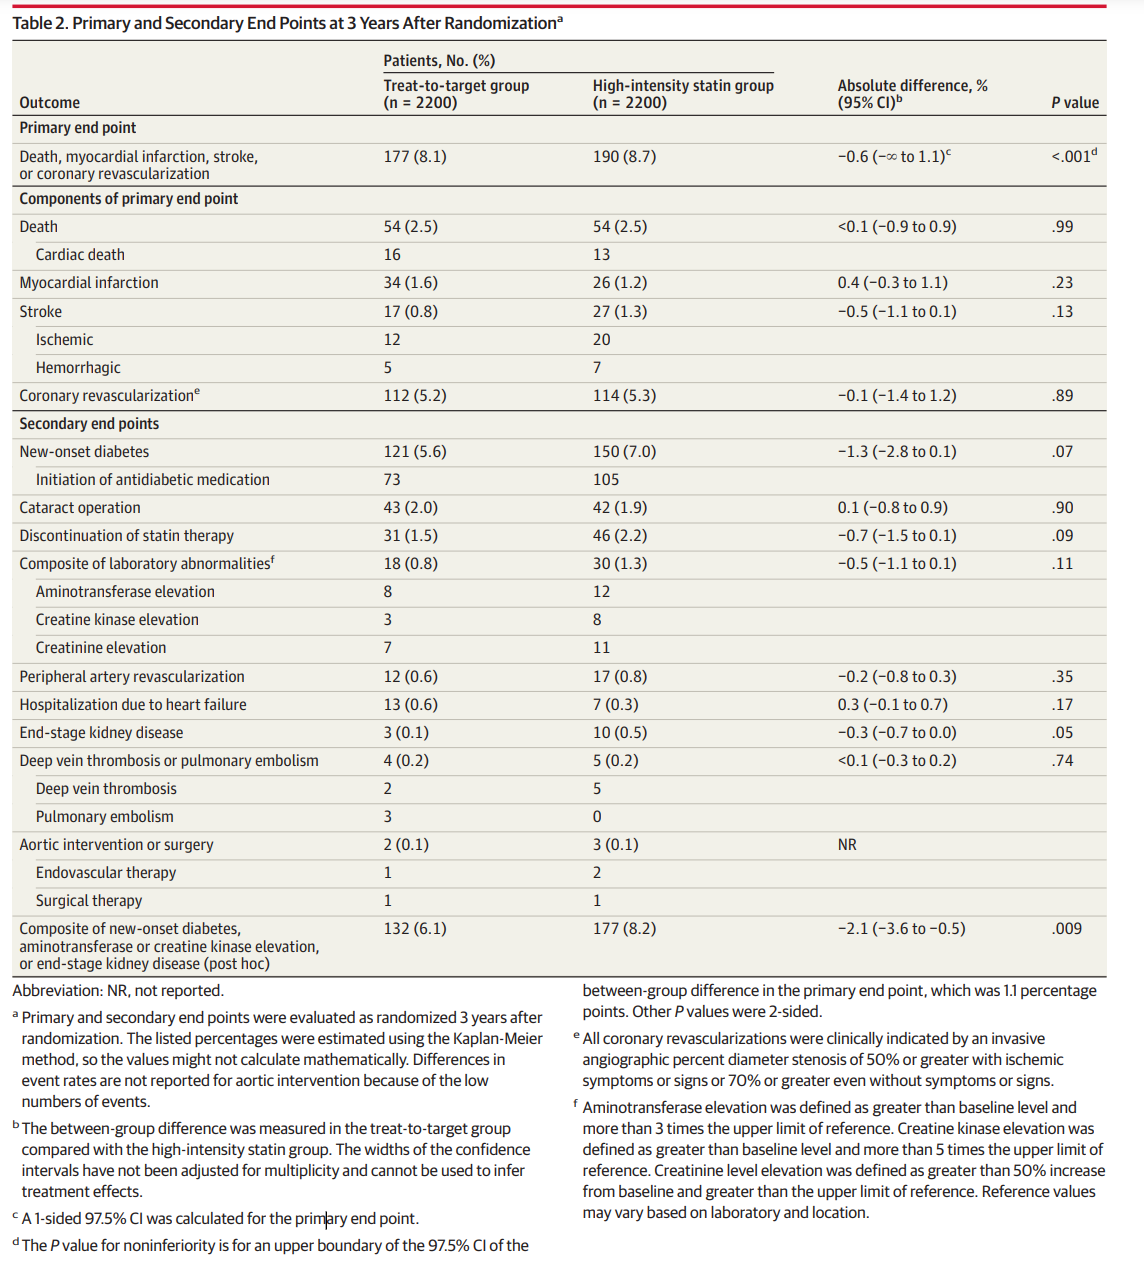 Table 2. Primary and Secondary End Points at 3 Years After Randomizationa
Patients, No. (%)
Outcome Treat-to-target group (n = 2200) High-intensity statin group (n = 2200) Absolute difference, % (95% CI)b P value
Primary end point
Death, myocardial infarction, stroke, 177 (8.1) 190 (8.7) −0.6 (−∞ to 1.1)c <.001d
or coronary revascularization
Components of primary end point
Death 54 (2.5) 54 (2.5) <0.1 (−0.9 to 0.9) .99
Cardiac death 16 13
Myocardial infarction 34 (1.6) 26 (1.2) 0.4 (−0.3 to 1.1) .23
Stroke 17 (0.8) 27 (1.3) −0.5 (−1.1 to 0.1) .13
Ischemic 12 20
Hemorrhagic 5 7
Coronary revascularizatione 112 (5.2) 114 (5.3) −0.1 (−1.4 to 1.2) .89
Secondary end points
New-onset diabetes 121 (5.6) 150 (7.0) −1.3 (−2.8 to 0.1) .07
Initiation of antidiabetic medication 73 105
Cataract operation 43 (2.0) 42 (1.9) 0.1 (−0.8 to 0.9) .90
Discontinuation of statin therapy 31 (1.5) 46 (2.2) −0.7 (−1.5 to 0.1) .09
Composite of laboratory abnormalitiesf 18 (0.8) 30 (1.3) −0.5 (−1.1 to 0.1) .11
Aminotransferase elevation 8 12
Creatine kinase elevation 3 8
Creatinine elevation 7 11
Peripheral artery revascularization 12 (0.6) 17 (0.8) −0.2 (−0.8 to 0.3) .35
Hospitalization due to heart failure 13 (0.6) 7 (0.3) 0.3 (−0.1 to 0.7) .17
End-stage kidney disease 3 (0.1) 10 (0.5) −0.3 (−0.7 to 0.0) .05
Deep vein thrombosis or pulmonary embolism 4 (0.2) 5 (0.2) <0.1 (−0.3 to 0.2) .74
Deep vein thrombosis 2 5
Pulmonary embolism 3 0
Aortic intervention or surgery 2 (0.1) 3 (0.1) NR
Endovascular therapy 1 2
Surgical therapy 1 1
Composite of new-onset diabetes, 132 (6.1) 177 (8.2) −2.1 (−3.6 to −0.5) .009
aminotransferase or creatine kinase elevation,
or end-stage kidney disease (post hoc)
Abbreviation: NR, not reported.
a Primary and secondary end points were evaluated as randomized 3 years after
randomization. The listed percentages were estimated using the Kaplan-Meier
method, so the values might not calculate mathematically. Differences in
event rates are not reported for aortic intervention because of the low
numbers of events.
b The between-group difference was measured in the treat-to-target group
compared with the high-intensity statin group. The widths of the confidence
intervals have not been adjusted for multiplicity and cannot be used to infer
treatment effects.
c A 1-sided 97.5% CI was calculated for the primary end point.
d The P value for noninferiority is for an upper boundary of the 97.5% CI of the
between-group difference in the primary end point, which was 1.1 percentage
points. Other P values were 2-sided.
e All coronary revascularizations were clinically indicated by an invasive
angiographic percent diameter stenosis of 50% or greater with ischemic
symptoms or signs or 70% or greater even without symptoms or signs.
f Aminotransferase elevation was defined as greater than baseline level and
more than 3 times the upper limit of reference. Creatine kinase elevation was
defined as greater than baseline level and more than 5 times the upper limit of
reference. Creatinine level elevation was defined as greater than 50% increase
from baseline and greater than the upper limit of reference. Reference values
may vary based on laboratory and location.